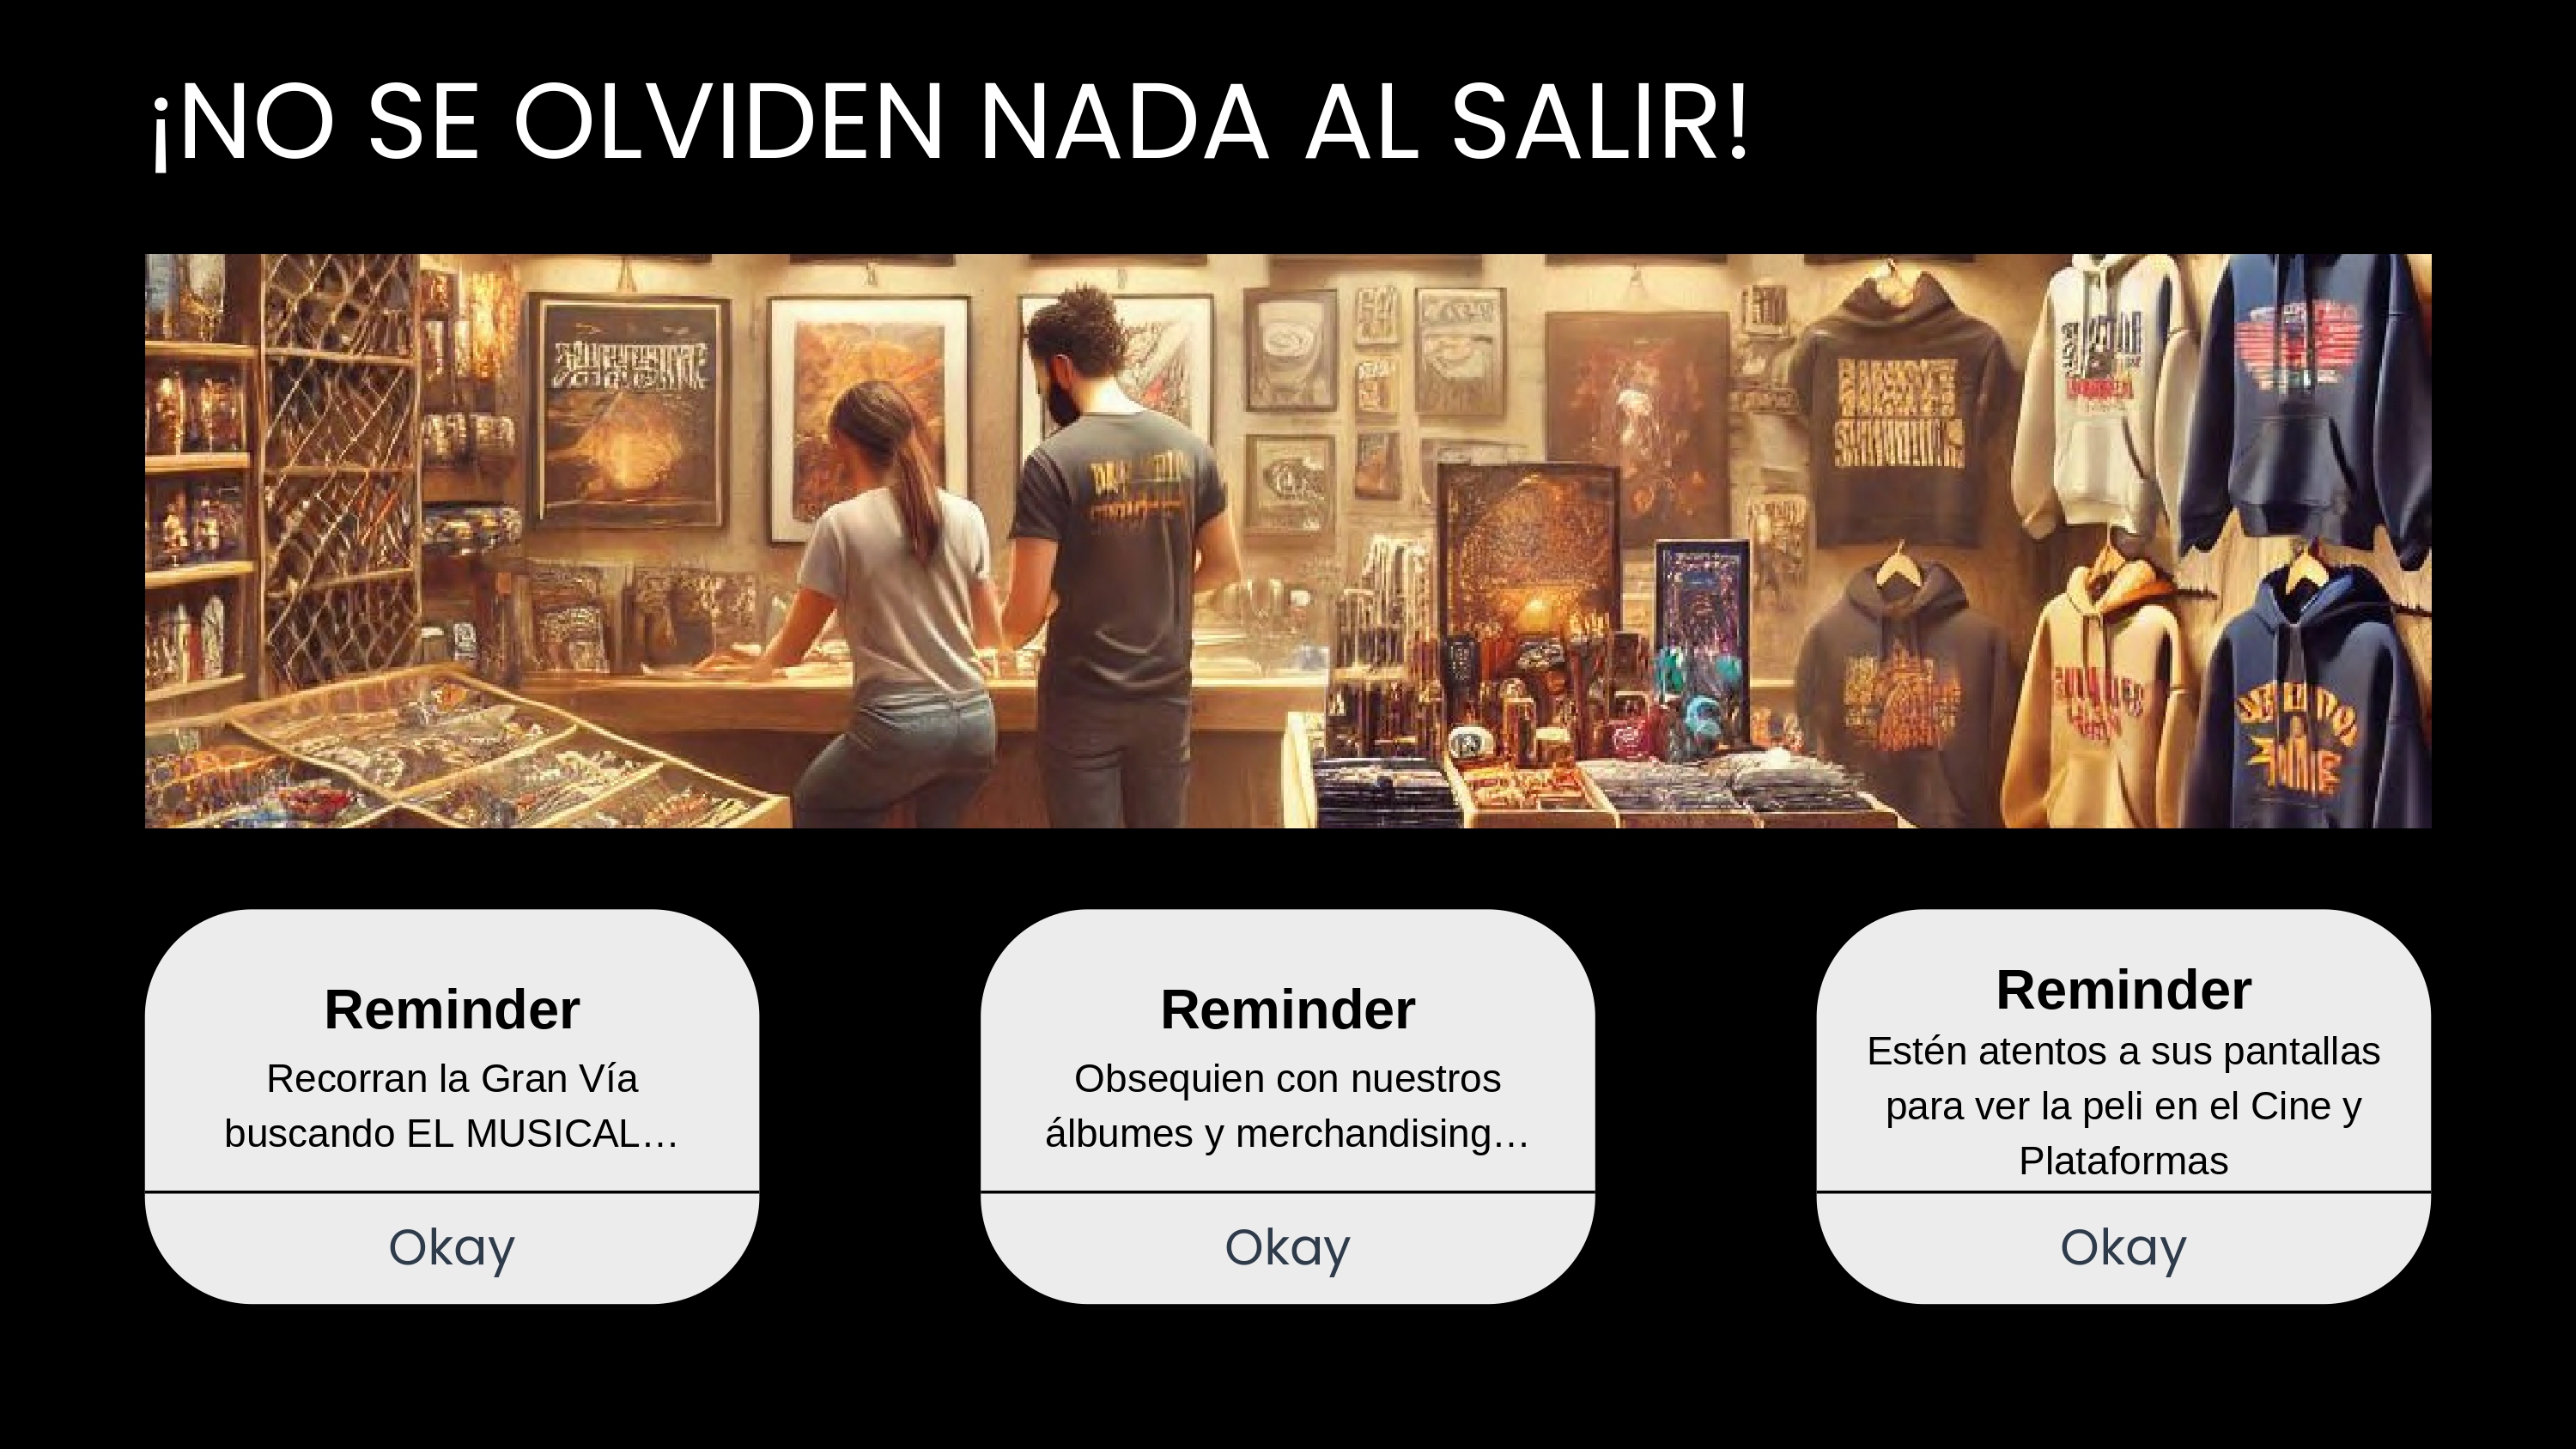 ¡NO SE OLVIDEN NADA AL SALIR!
Reminder
Recorran la Gran Vía
buscando EL MUSICAL…
Okay
Reminder
Obsequien con nuestros
álbumes y merchandising…
Okay
Reminder
Estén atentos a sus pantallas
para ver la peli en el Cine y
Plataformas
Okay